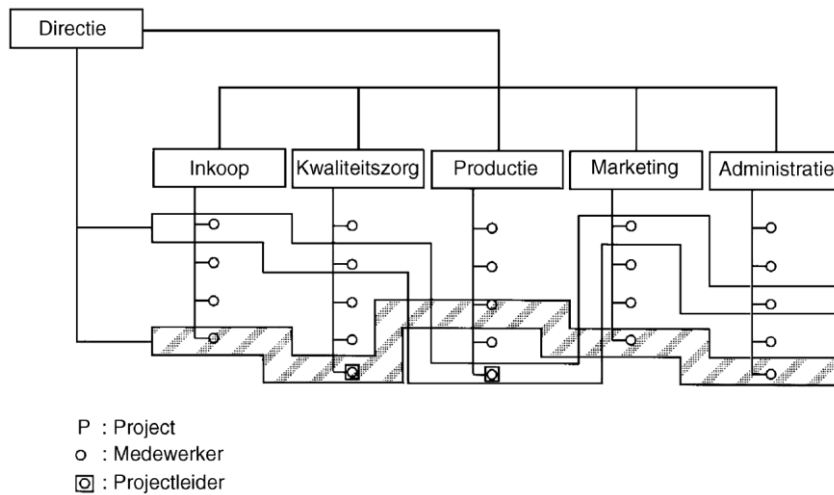 Directie
Inkoop
Kwaliteitszorg
Productie
Marketing
Administratie
P : Project
: Medewerker
: Projectleider